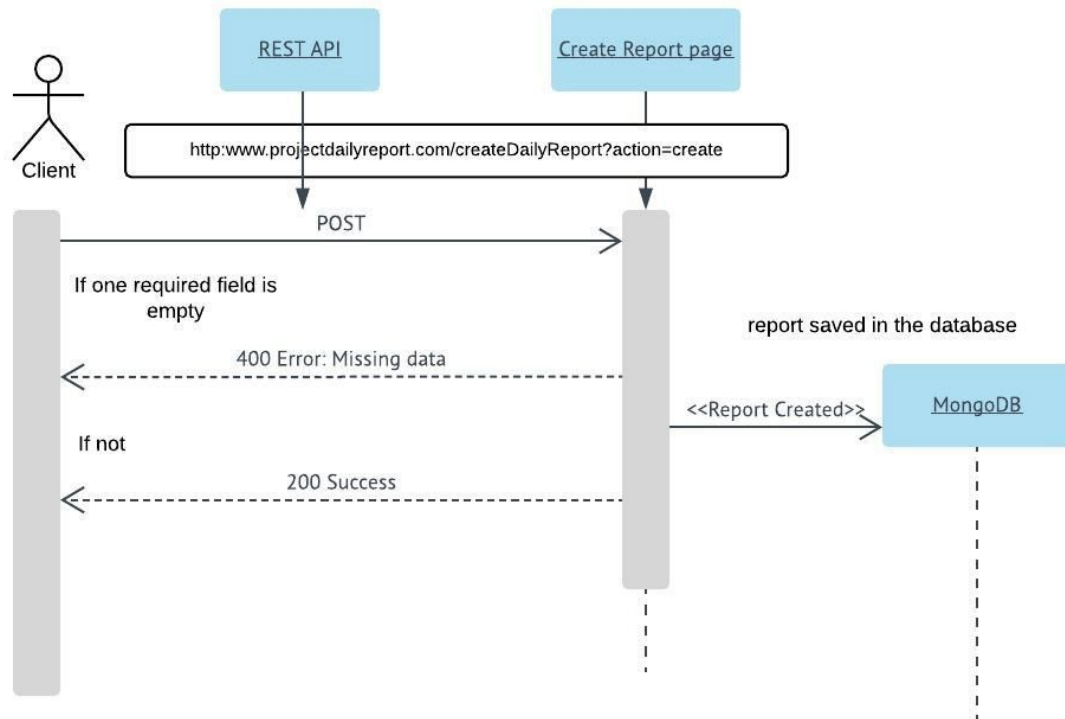 REST API
Create Report page
Client
http:www.projectdailyreport.com/createDailyReport?action=create
POST
If one required field is
empty
report saved in the database
400 Error: Missing data
<<Report Created>>
MongoDB
If not
200 Success